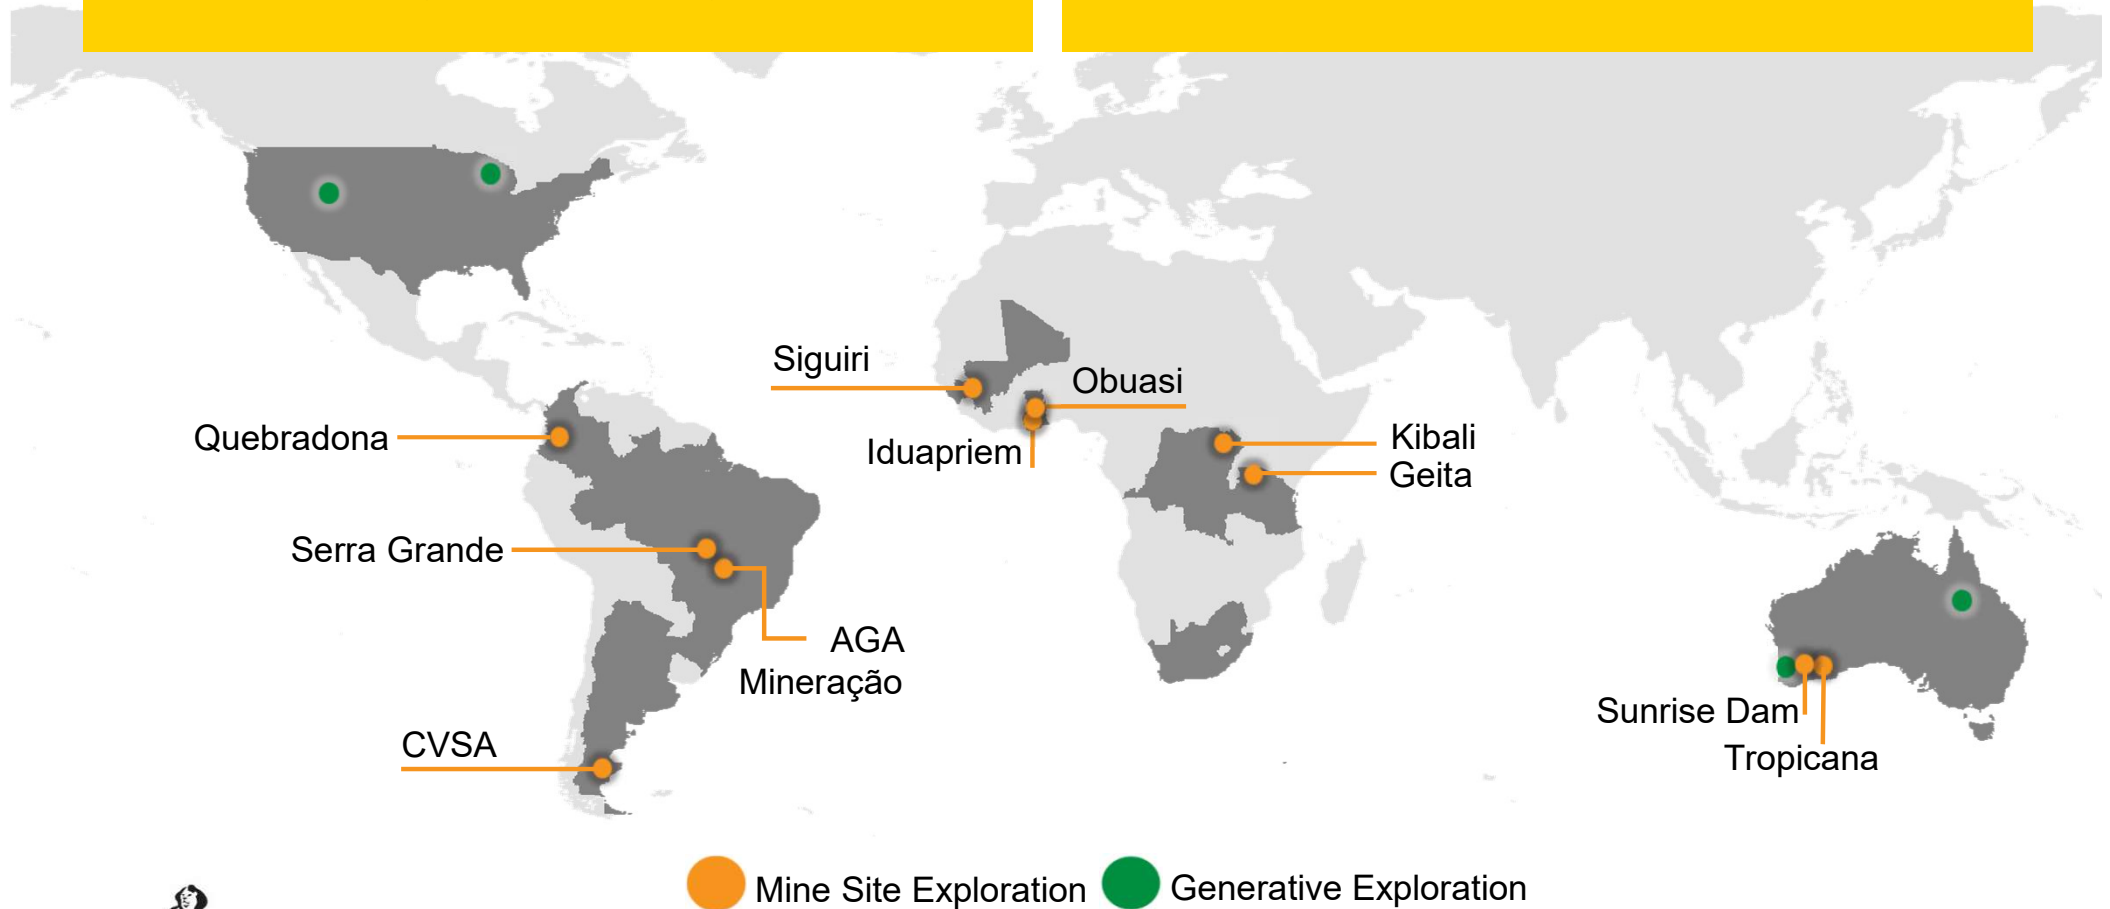 Siguiri
Obuasi
Quebradona
Iduapriem
Kibali
Geita
Serra Grande
AGA
Mineração
CVSA
Sunrise Dam
Tropicana
Mine Site Exploration
Generative Exploration